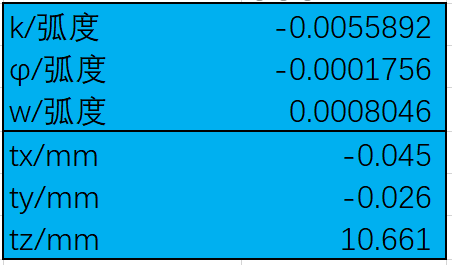 k/弧度 -0.0055892
φ/弧度 -0.0001756
w/弧度 0.0008046
tx/mm -0.045
ty/mm -0.026
tz/mm 10.661